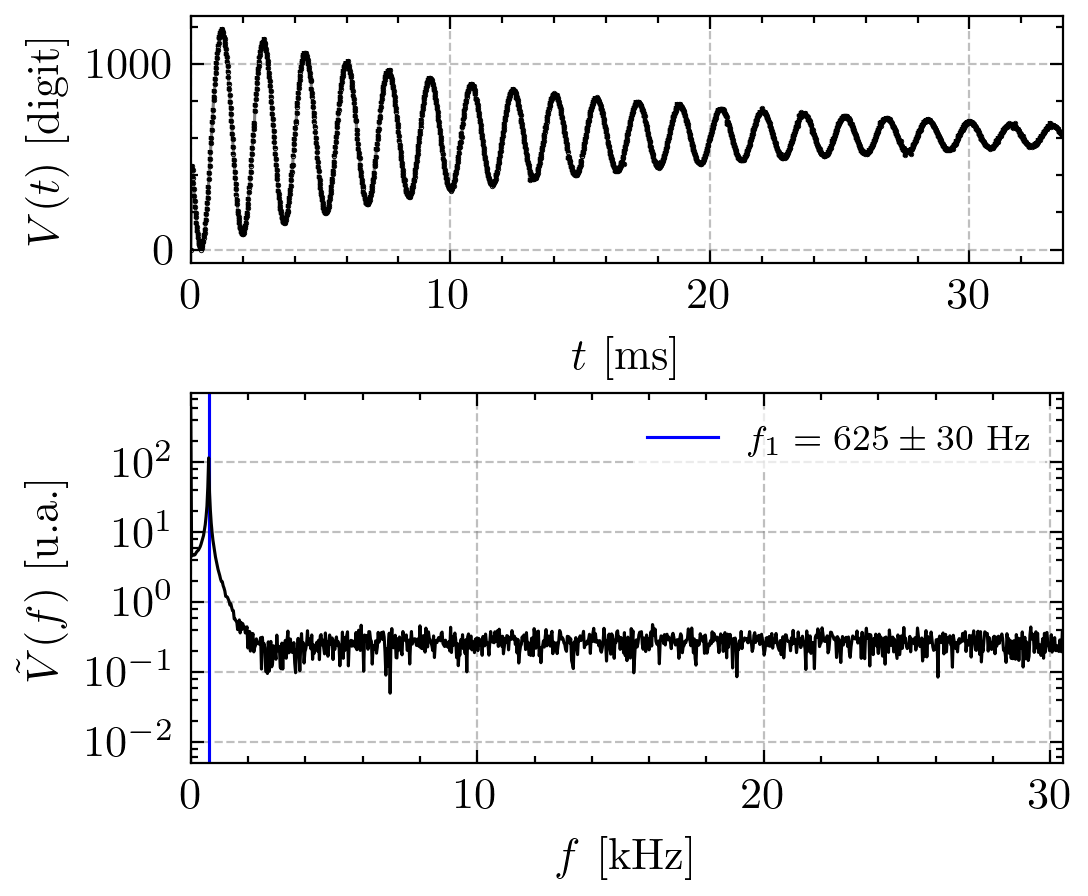 1000
0
V(t) [digit]
0 10 20 30
t [ms]
f₁ = 625 ± 30 Hz
10²
10¹
10⁰
10⁻¹
10⁻²
Ṽ(f) [u.a.]
0 10 20 30
f [kHz]